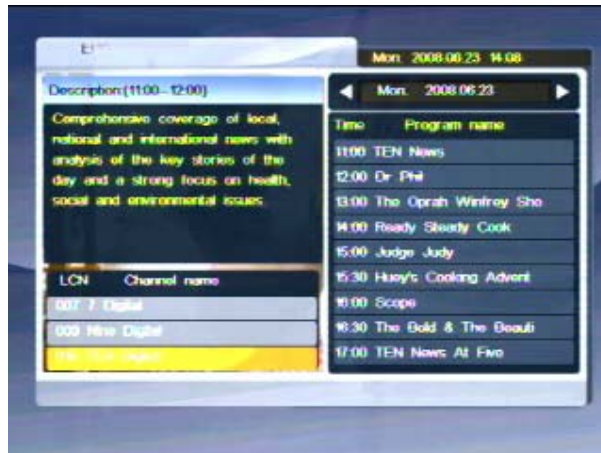 Mon. 2008.06.23 14:08
Description:(11:00--12:00)
Comprehensive coverage of local,
national and international news with
analysis of the key stories of the
day and a strong focus on health,
social and environmental issues
Mon. 2008.06.23
Time Program name
11:00 TEN News
12:00 Dr Phil
13:00 The Oprah Winfrey Sho
14:00 Ready Steady Cook
15:00 Judge Judy
15:30 Huey's Cooking Advent
16:00 Scope
16:30 The Bold & The Beauti
17:00 TEN News At Five
LCN Channel name
007 7 Digital
009 Nine Digital
Digital